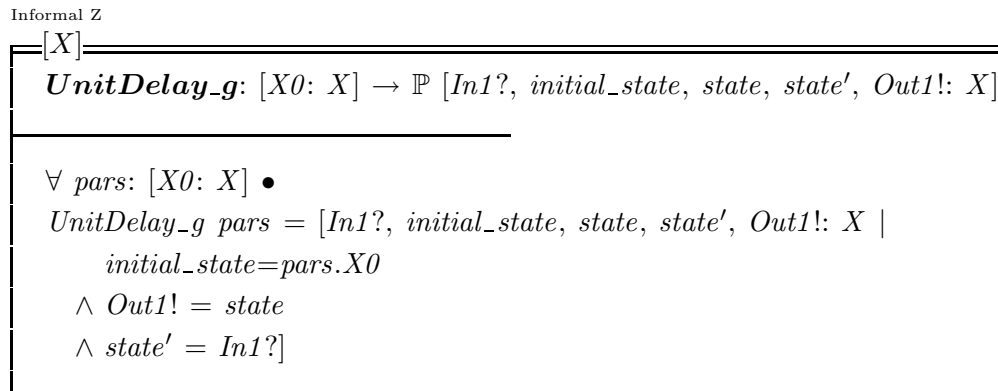 Informal Z
[X]
UnitDelay_g: [X0: X] → ℙ [In1?, initial_state, state, state′, Out1!: X]
∀ pars: [X0: X] •
UnitDelay_g pars = [In1?, initial_state, state, state′, Out1!: X |
initial_state=pars.X0
∧ Out1! = state
∧ state′ = In1?]